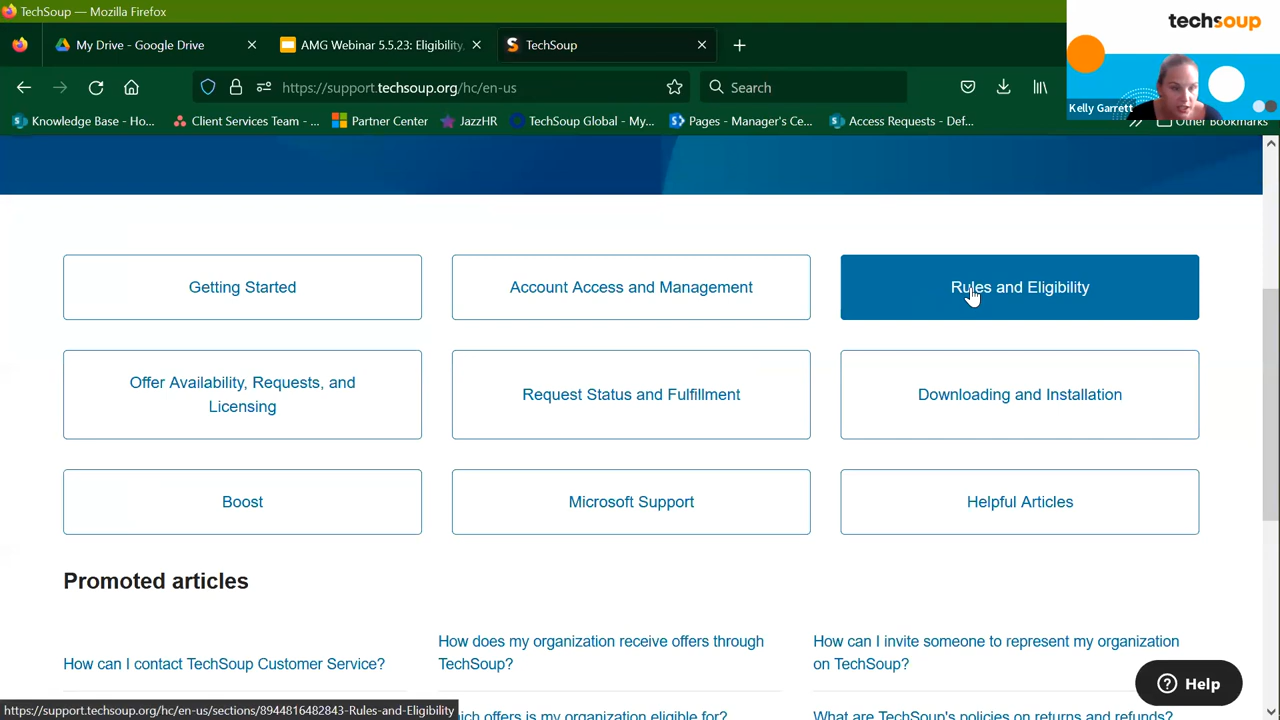 TechSoup — Mozilla Firefox
techsoup
My Drive - Google Drive
AMG Webinar 5.5.23: Eligibility,
TechSoup
https://support.techsoup.org/hc/en-us
Search
Kelly Garrett
Knowledge Base - Ho...
Client Services Team - ...
Partner Cente
JazzHR
TechSoup Global - My...
Pages - Manager's Ce...
Access Requests - Def...
Other Bookmarks
Getting Started
Account Access and Management
Rules and Eligibility
Offer Availability, Requests, and
Licensing
Request Status and Fulfillment
Downloading and Installation
Boost
Microsoft Support
Helpful Articles
Promoted articles
How can I contact TechSoup Customer Service?
How does my organization receive offers through
TechSoup?
How can I invite someone to represent my organization
on TechSoup?
Help
https://support.techsoup.org/hc/en-us/sections/8944816482843-Rules-and-Eligibility
offers is my organization eligible for?
What are TechSoup's policies on returns and refunds?